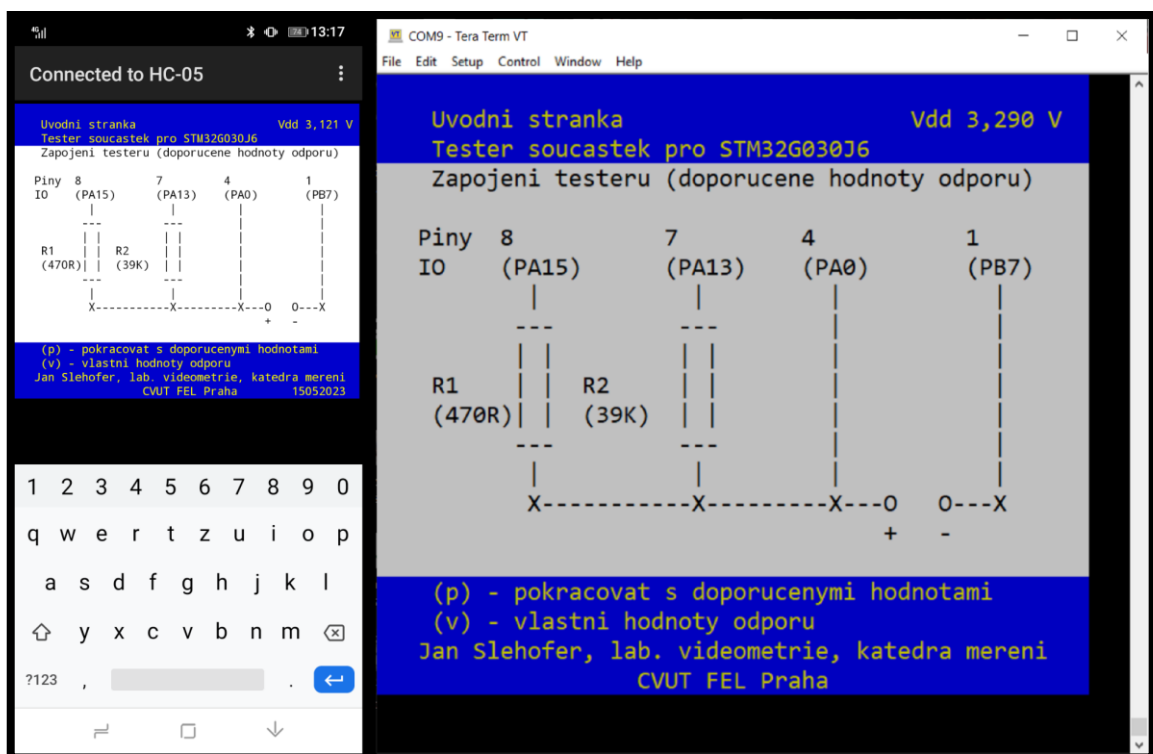 4G 74 13:17
Connected to HC-05
Uvodni stranka Vdd 3,121 V
Tester soucastek pro STM32G030J6
Zapojeni testeru (doporucene hodnoty odporu)
Piny 8 7 4 1
IO (PA15) (PA13) (PA0) (PB7)
| | | |
--- --- | |
| | | | | |
R1 | | R2 | | | |
(470R)| | (39K) | | | |
--- --- | |
| | | |
X-----------X---------X---O O---X
+ -
(p) - pokracovat s doporucenymi hodnotami
(v) - vlastni hodnoty odporu
Jan Slehofer, lab. videometrie, katedra mereni
CVUT FEL Praha 15052023
1 2 3 4 5 6 7 8 9 0
q w e r t z u i o p
a s d f g h j k l
y x c v b n m
?123 , .
VT COM9 - Tera Term VT
File Edit Setup Control Window Help
Uvodni stranka Vdd 3,290 V
Tester soucastek pro STM32G030J6
Zapojeni testeru (doporucene hodnoty odporu)
Piny 8 7 4 1
IO (PA15) (PA13) (PA0) (PB7)
| | | |
--- --- | |
| | | | | |
R1 | | R2 | | | |
(470R)| | (39K) | | | |
--- --- | |
| | | |
X-----------X---------X---O O---X
+ -
(p) - pokracovat s doporucenymi hodnotami
(v) - vlastni hodnoty odporu
Jan Slehofer, lab. videometrie, katedra mereni
CVUT FEL Praha